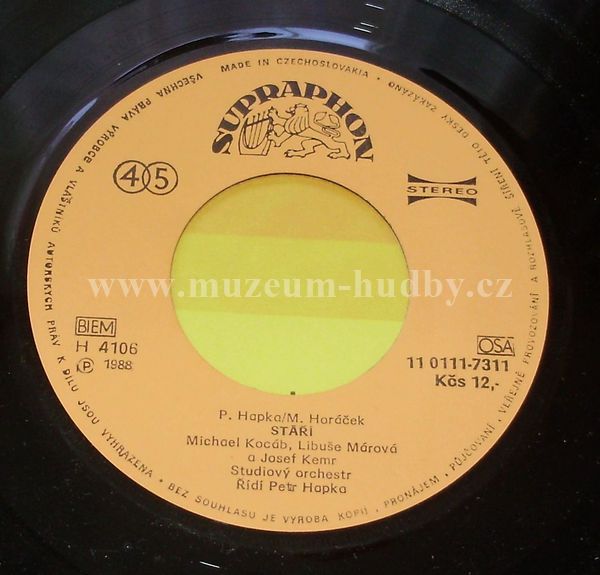 VŠECHNA PRÁVA VÝROBCE A VLASTNÍKŮ AUTORSKÝCH PRÁV K DÍLU JSOU VYHRAZENA • BEZ SOUHLASU JE VÝROBA KOPIÍ, PRONÁJEM, PŮJČOVÁNÍ, VEŘEJNÉ PROVOZOVÁNÍ A ROZHLASOVÉ ŠÍŘENÍ TÉTO DESKY ZAKÁZÁNO •
MADE IN CZECHOSLOVAKIA
SUPRAPHON
45
STEREO
www.muzeum-hudby.cz
BIEM
H 4106
℗ 1988
OSA
11 0111-7311
Kčs 12,-
P. Hapka/M. Horáček
STÁŘÍ
Michael Kocáb, Libuše Márová
a Josef Kemr
Studiový orchestr
Řídí Petr Hapka